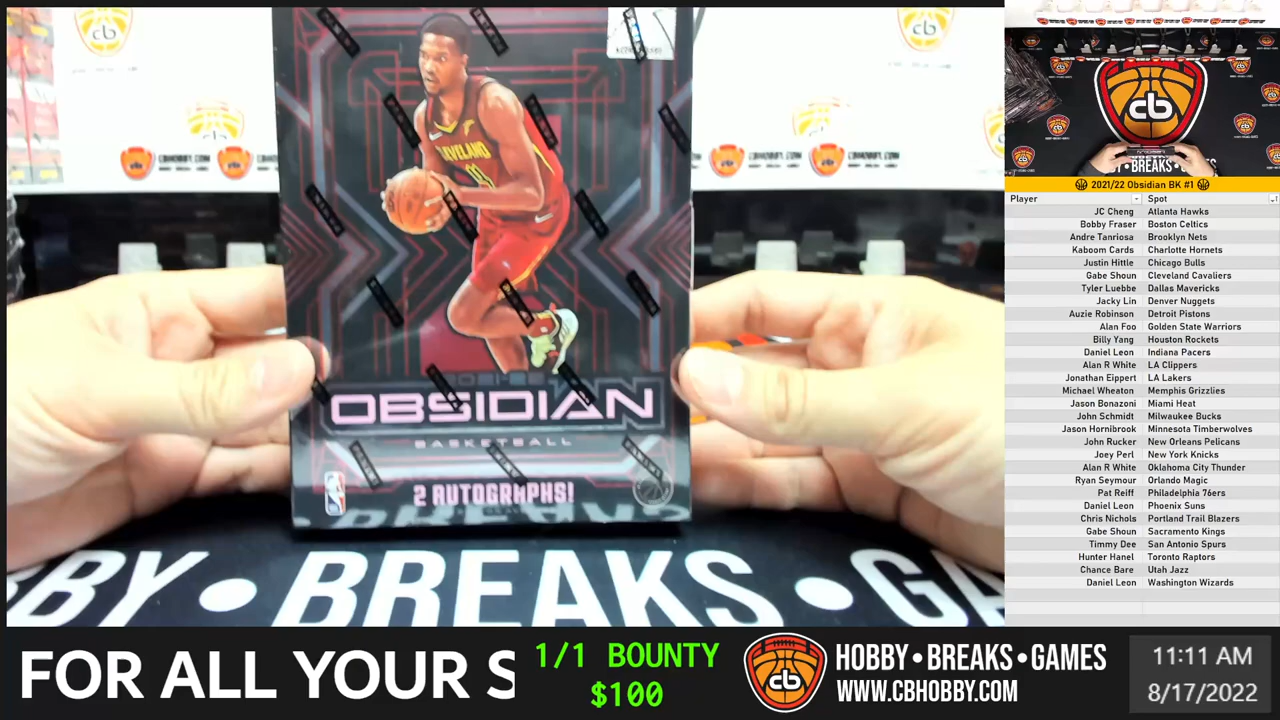 cb
CBHOBBY.COM
CLEVELAND
OBSIDIAN
BASKETBALL
2 AUTOGRAPHS!
BY • BREAKS • GA
cb
BREAKS
2021/22 Obsidian BK #1
Player Spot
JC Cheng Atlanta Hawks
Bobby Fraser Boston Celtics
Andre Tanriosa Brooklyn Nets
Kaboom Cards Charlotte Hornets
Justin Hittle Chicago Bulls
Gabe Shoun Cleveland Cavaliers
Tyler Luebbe Dallas Mavericks
Jacky Lin Denver Nuggets
Auzie Robinson Detroit Pistons
Alan Foo Golden State Warriors
Billy Yang Houston Rockets
Daniel Leon Indiana Pacers
Alan R White LA Clippers
Jonathan Eippert LA Lakers
Michael Wheaton Memphis Grizzlies
Jason Bonazoni Miami Heat
John Schmidt Milwaukee Bucks
Jason Hornibrook Minnesota Timberwolves
John Rucker New Orleans Pelicans
Joey Perl New York Knicks
Alan R White Oklahoma City Thunder
Ryan Seymour Orlando Magic
Pat Reiff Philadelphia 76ers
Daniel Leon Phoenix Suns
Chris Nichols Portland Trail Blazers
Gabe Shoun Sacramento Kings
Timmy Dee San Antonio Spurs
Hunter Hanel Toronto Raptors
Chance Bare Utah Jazz
Daniel Leon Washington Wizards
FOR ALL YOUR S
1/1 BOUNTY
$100
cb
HOBBY • BREAKS • GAMES
WWW.CBHOBBY.COM
11:11 AM
8/17/2022